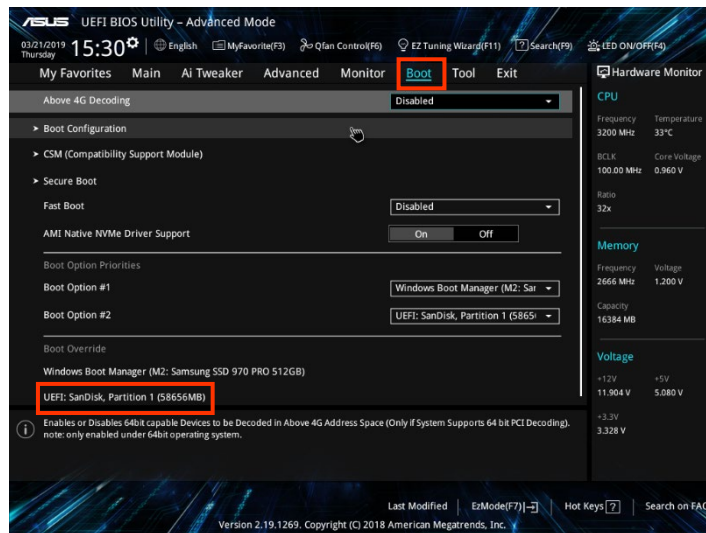 ASUS UEFI BIOS Utility – Advanced Mode
03/21/2019 Thursday 15:30 English MyFavorite(F3) Qfan Control(F6) EZ Tuning Wizard(F11) ? Search(F9) LED ON/OFF(F4)
My Favorites Main Ai Tweaker Advanced Monitor Boot Tool Exit
Hardware Monitor
Above 4G Decoding Disabled
> Boot Configuration
> CSM (Compatibility Support Module)
> Secure Boot
Fast Boot Disabled
AMI Native NVMe Driver Support On Off
Boot Option Priorities
Boot Option #1 Windows Boot Manager (M2: Sar
Boot Option #2 UEFI: SanDisk, Partition 1 (5865
Boot Override
Windows Boot Manager (M2: Samsung SSD 970 PRO 512GB)
UEFI: SanDisk, Partition 1 (58656MB)
i Enables or Disables 64bit capable Devices to be Decoded in Above 4G Address Space (Only if System Supports 64 bit PCI Decoding).
note: only enabled under 64bit operating system.
CPU
Frequency Temperature
3200 MHz 33°C
BCLK Core Voltage
100.00 MHz 0.960 V
Ratio
32x
Memory
Frequency Voltage
2666 MHz 1.200 V
Capacity
16384 MB
Voltage
+12V +5V
11.904 V 5.080 V
+3.3V
3.328 V
Last Modified EzMode(F7) Hot Keys ? Search on FAQ
Version 2.19.1269. Copyright (C) 2018 American Megatrends, Inc.